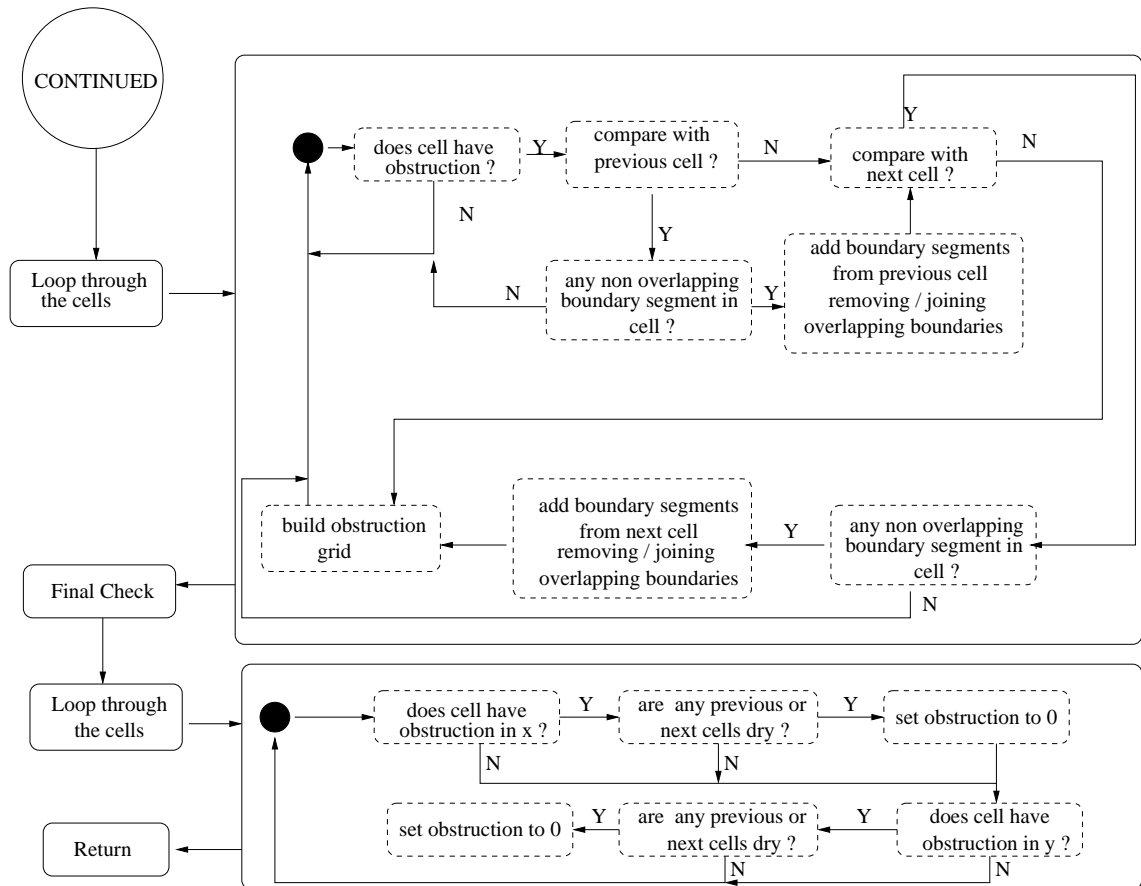 CONTINUED
Loop through
the cells
does cell have
obstruction ?
Y
N
compare with
previous cell ?
N
Y
compare with
next cell ?
Y
N
any non overlapping
boundary segment in
cell ?
N
Y
add boundary segments
from previous cell
removing / joining
overlapping boundaries
build obstruction
grid
add boundary segments
from next cell
removing / joining
overlapping boundaries
Y
any non overlapping
boundary segment in
cell ?
N
Final Check
Loop through
the cells
does cell have
obstruction in x ?
Y
N
are any previous or
next cells dry ?
Y
N
set obstruction to 0
set obstruction to 0
Y
are any previous or
next cells dry ?
N
Y
does cell have
obstruction in y ?
N
Return